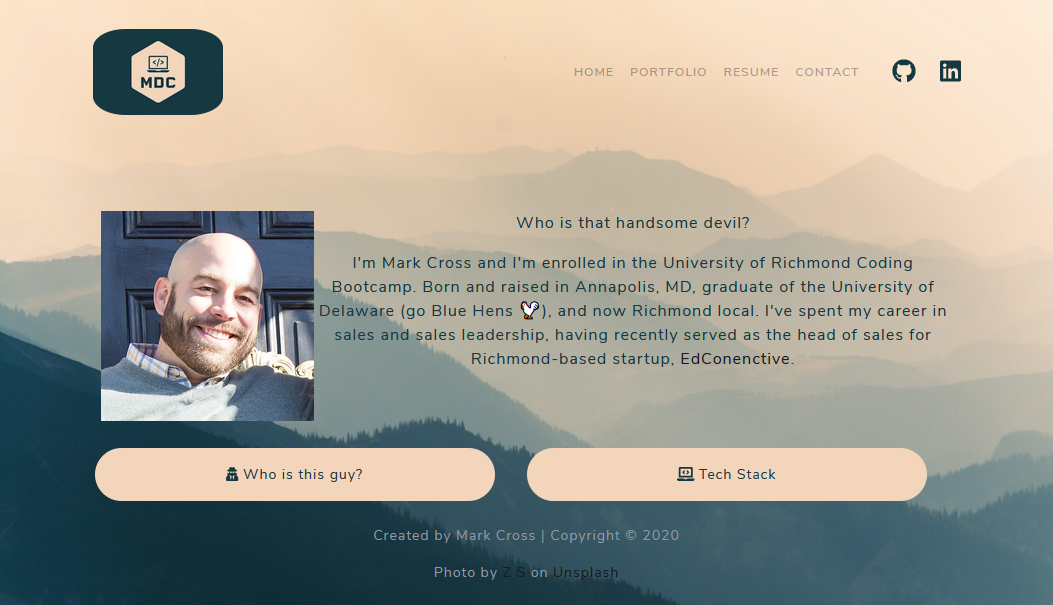 </>
MDC
HOME PORTFOLIO RESUME CONTACT
in
Who is that handsome devil?
I'm Mark Cross and I'm enrolled in the University of Richmond Coding
Bootcamp. Born and raised in Annapolis, MD, graduate of the University of
Delaware (go Blue Hens 🐓), and now Richmond local. I've spent my career in
sales and sales leadership, having recently served as the head of sales for
Richmond-based startup, EdConenctive.
Who is this guy?
Tech Stack
Created by Mark Cross | Copyright © 2020
Photo by Z S on Unsplash